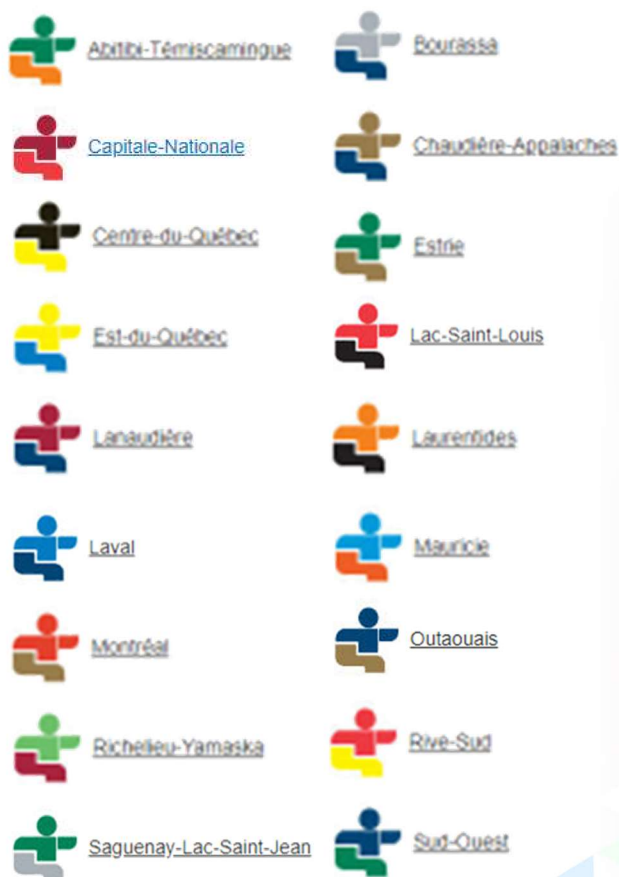 Abitibi-Témiscamingue
Bourassa
Capitale-Nationale
Chaudière-Appalaches
Centre-du-Québec
Estrie
Est-du-Québec
Lac-Saint-Louis
Lanaudière
Laurentides
Laval
Mauricie
Montréal
Outaouais
Richelieu-Yamaska
Rive-Sud
Saguenay-Lac-Saint-Jean
Sud-Ouest